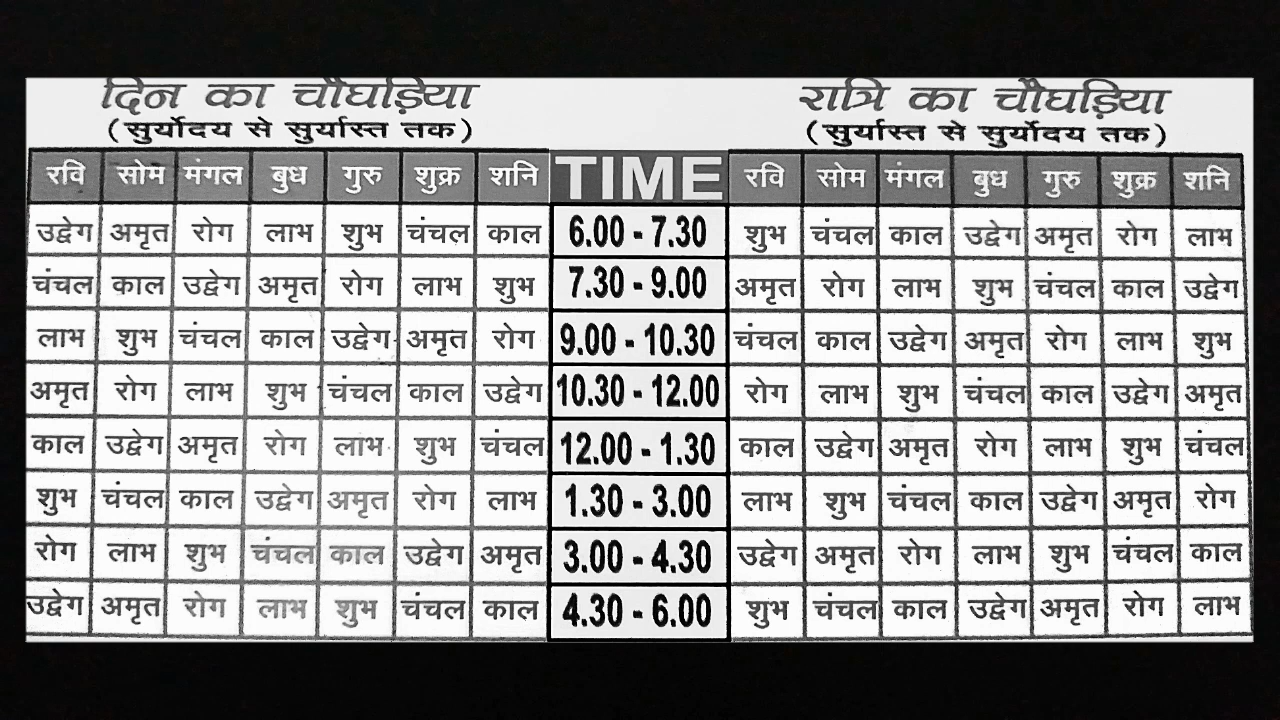 दिन का चौघड़िया रात्रि का चौघड़िया
(सुर्योदय से सुर्यास्त तक) (सुर्यास्त से सुर्योदय तक)
रवि सोम मंगल बुध गुरु शुक्र शनि TIME रवि सोम मंगल बुध गुरु शुक्र शनि
उद्वेग अमृत रोग लाभ शुभ चंचल काल 6.00 - 7.30 शुभ चंचल काल उद्वेग अमृत रोग लाभ
चंचल काल उद्वेग अमृत रोग लाभ शुभ 7.30 - 9.00 अमृत रोग लाभ शुभ चंचल काल उद्वेग
लाभ शुभ चंचल काल उद्वेग अमृत रोग 9.00 - 10.30 चंचल काल उद्वेग अमृत रोग लाभ शुभ
अमृत रोग लाभ शुभ चंचल काल उद्वेग 10.30 - 12.00 रोग लाभ शुभ चंचल काल उद्वेग अमृत
काल उद्वेग अमृत रोग लाभ शुभ चंचल 12.00 - 1.30 काल उद्वेग अमृत रोग लाभ शुभ चंचल
शुभ चंचल काल उद्वेग अमृत रोग लाभ 1.30 - 3.00 लाभ शुभ चंचल काल उद्वेग अमृत रोग
रोग लाभ शुभ चंचल काल उद्वेग अमृत 3.00 - 4.30 उद्वेग अमृत रोग लाभ शुभ चंचल काल
उद्वेग अमृत रोग लाभ शुभ चंचल काल 4.30 - 6.00 शुभ चंचल काल उद्वेग अमृत रोग लाभ